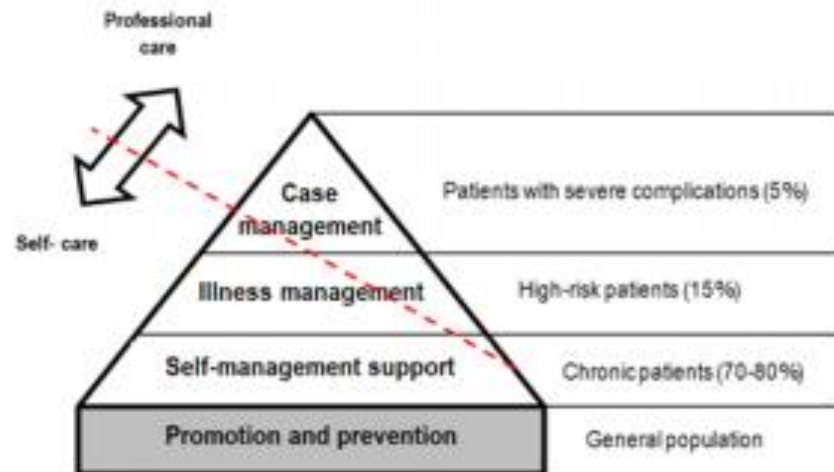 Professional
care
Self- care
Case
management
Patients with severe complications (5%)
Illness management
High-risk patients (15%)
Self-management support
Chronic patients (70-80%)
Promotion and prevention
General population